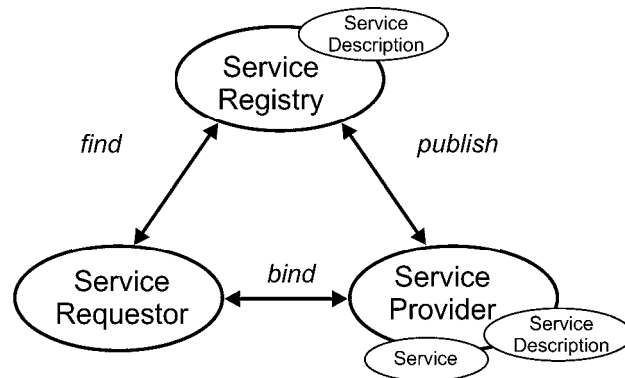 Service
Description
Service
Registry
find
publish
Service
Requestor
bind
Service
Provider
Service
Description
Service